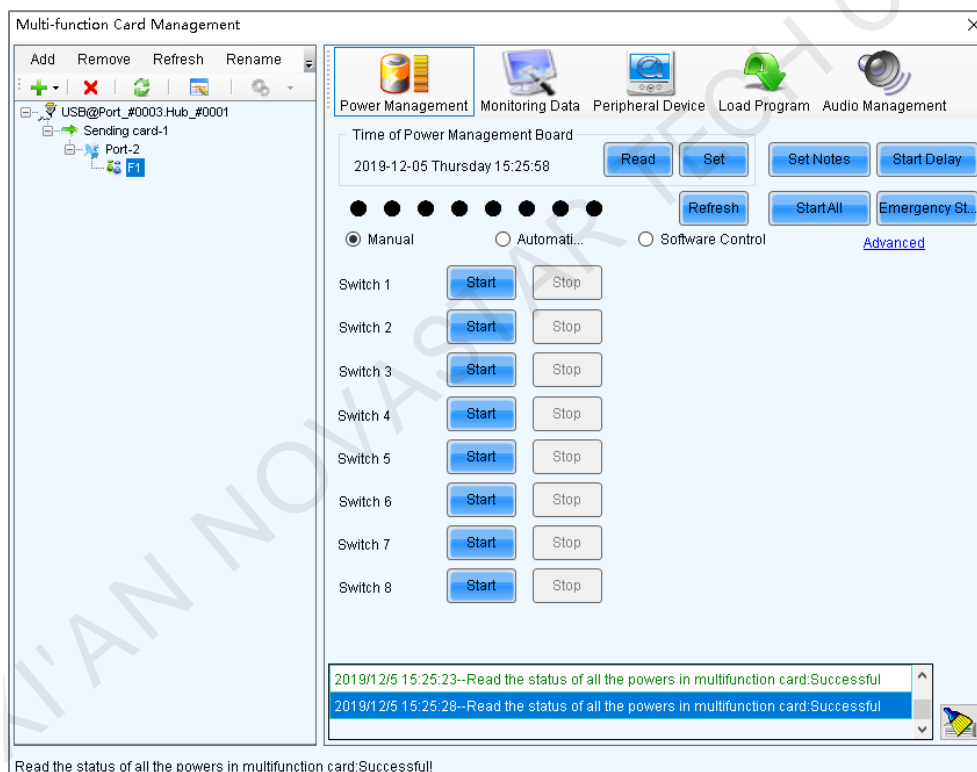 Multi-function Card Management
Add Remove Refresh Rename
USB@Port_#0003.Hub_#0001
Sending card-1
Port-2
F1
Power Management Monitoring Data Peripheral Device Load Program Audio Management
Time of Power Management Board
2019-12-05 Thursday 15:25:58 Read Set Set Notes Start Delay
Refresh Start All Emergency St...
Manual Automati... Software Control Advanced
Switch 1 Start Stop
Switch 2 Start Stop
Switch 3 Start Stop
Switch 4 Start Stop
Switch 5 Start Stop
Switch 6 Start Stop
Switch 7 Start Stop
Switch 8 Start Stop
2019/12/5 15:25:23--Read the status of all the powers in multifunction card:Successful
2019/12/5 15:25:28--Read the status of all the powers in multifunction card:Successful
Read the status of all the powers in multifunction card:Successful!
XI'AN NOVASTAR TECH